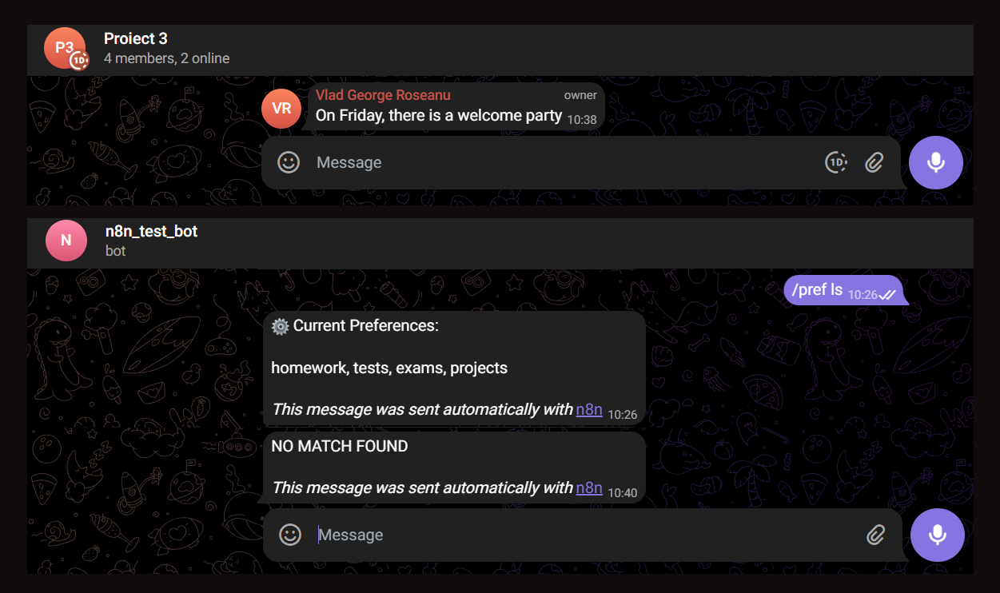 P3
1D
Proiect 3
4 members, 2 online
VR
Vlad George Roseanu owner
On Friday, there is a welcome party 10:38
Message
1D
N
n8n_test_bot
bot
/pref ls 10:26
Current Preferences:
homework, tests, exams, projects
This message was sent automatically with n8n 10:26
NO MATCH FOUND
This message was sent automatically with n8n 10:40
Message